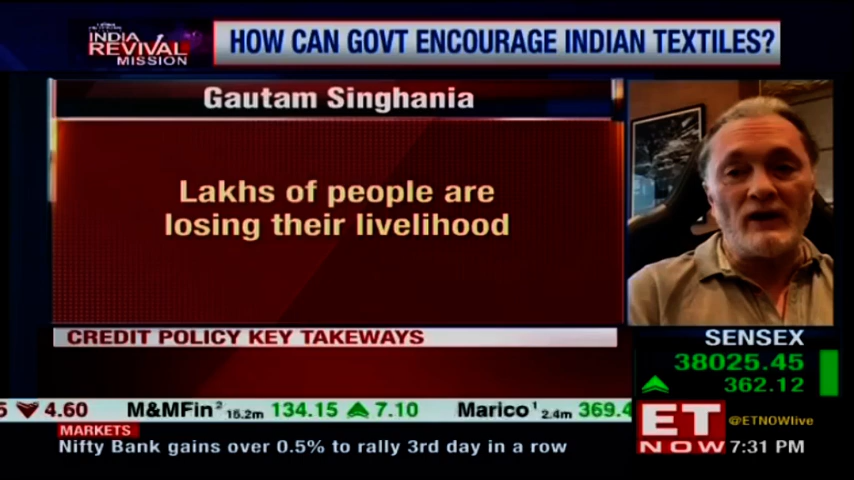 INDIA
REVIVAL
MISSION
HOW CAN GOVT ENCOURAGE INDIAN TEXTILES?
Gautam Singhania
Lakhs of people are
losing their livelihood
CREDIT POLICY KEY TAKEWAYS
SENSEX
38025.45
362.12
5 4.60 M&MFin² 15.2m 134.15 7.10 Marico¹ 2.4m 369.4
ET
NOW
@ETNOWlive
7:31 PM
MARKETS
Nifty Bank gains over 0.5% to rally 3rd day in a row